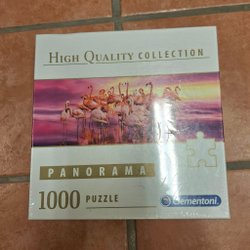 High Quality Collection
PANORAMA
1000 PUZZLE
Clementoni